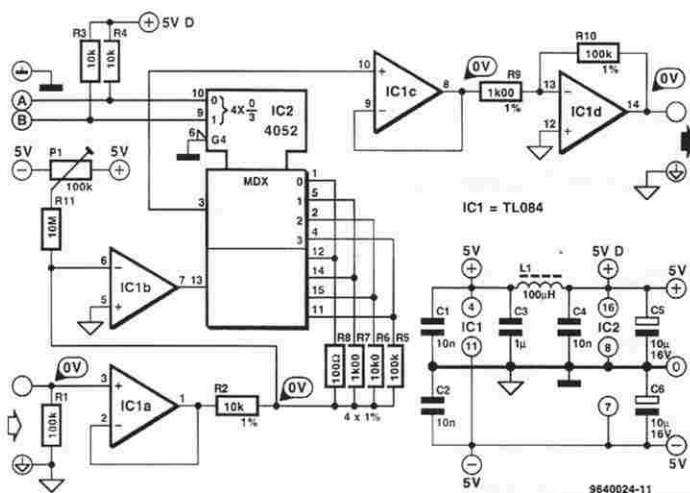 R3 R4 5V D
10k 10k
A
B
10 0 4X 0/3 IC2
9 1 4052
6 G4
MDX
5V P1 5V
100k
R11
10M
3
0 1
1 5
2 2
3 4
12
14
15
11
6
5 IC1b 7 13
R8 R7 R6 R5
100Ω 1k00 10k0 100k
4 x 1%
0V
3
2 IC1a 1
R1
100k
R2
10k
1%
0V
10
9 IC1c 8
0V
R9
1k00
1%
R10
100k
1%
13
12 IC1d 14
0V
IC1 = TL084
5V L1 5V D 5V
100µH
C1 4 C3 C4 16 C5
10n IC1 1µ 10n IC2 10µ
11 8 16V
0
C2 7 C6
10n 10µ
16V
5V 5V
9640024-11